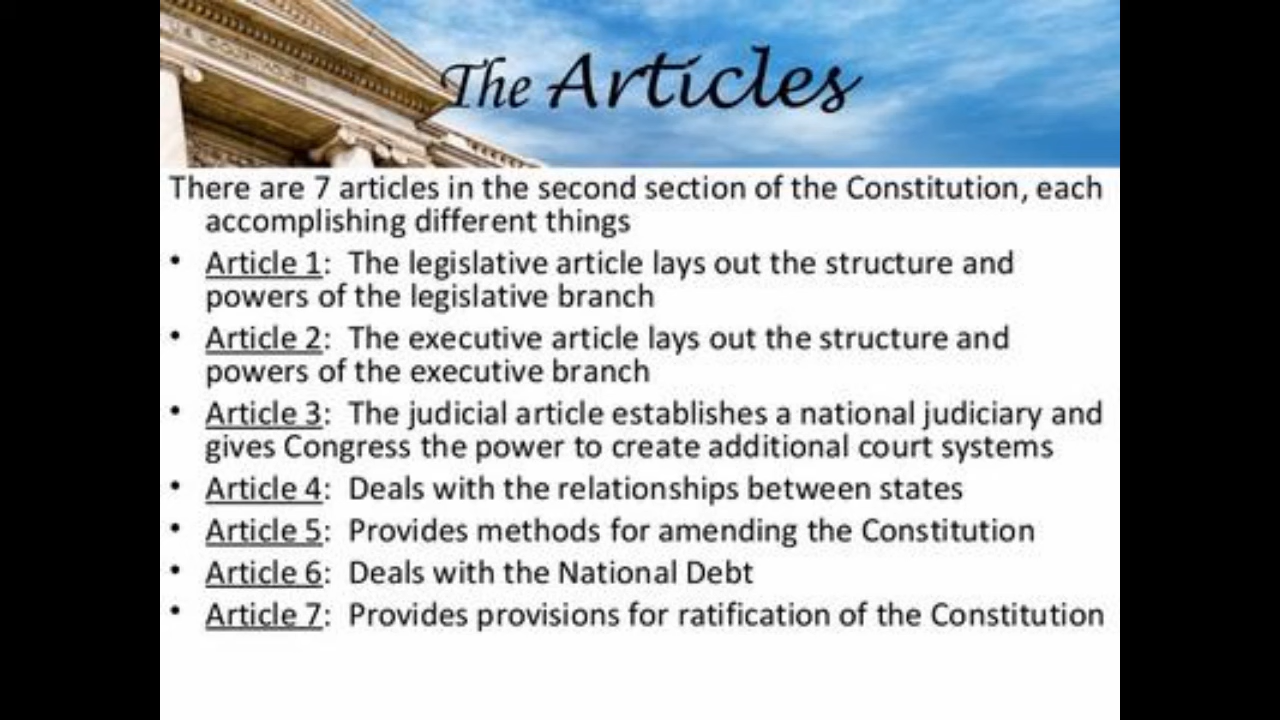 The Articles
There are 7 articles in the second section of the Constitution, each
accomplishing different things
• Article 1: The legislative article lays out the structure and
powers of the legislative branch
• Article 2: The executive article lays out the structure and
powers of the executive branch
• Article 3: The judicial article establishes a national judiciary and
gives Congress the power to create additional court systems
• Article 4: Deals with the relationships between states
• Article 5: Provides methods for amending the Constitution
• Article 6: Deals with the National Debt
• Article 7: Provides provisions for ratification of the Constitution